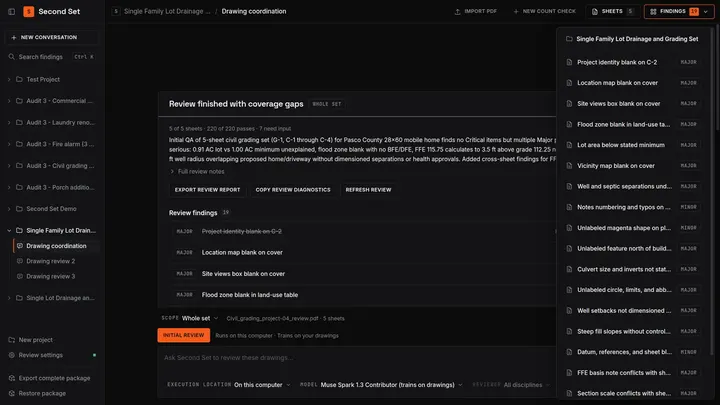 Second Set
NEW CONVERSATION
Search findings Ctrl K
Test Project
Audit 3 - Commercial ...
Audit 3 - Laundry reno...
Audit 3 - Fire alarm (3 ...
Audit 3 - Civil grading ...
Audit 3 - Porch additio...
Second Set Demo
Single Family Lot Drain...
Drawing coordination
Drawing review 2
Drawing review 3
Single Lot Drainage an...
New project
Review settings
Export complete package
Restore package
S Single Family Lot Drainage ... / Drawing coordination
IMPORT PDF
NEW COUNT CHECK
SHEETS 5
FINDINGS 19
Review finished with coverage gaps WHOLE SET
5 of 5 sheets · 220 of 220 passes · 7 need input
Initial QA of 5-sheet civil grading set (G-1, C-1 through C-4) for Pasco County 28×60 mobile home finds no Critical items but multiple Major p
serious: 0.91 AC lot vs 1.00 AC minimum unexplained, flood zone blank with no BFE/DFE, FFE 115.75 calculates to 3.5 ft above grade 112.25 n
ft well radius overlapping proposed home/driveway without dimensioned separations or health approvals. Added cross-sheet findings for FF
Full review notes
EXPORT REVIEW REPORT COPY REVIEW DIAGNOSTICS REFRESH REVIEW
Review findings 19
MAJOR Project identity blank on C-2
MAJOR Location map blank on cover
MAJOR Site views box blank on cover
MAJOR Flood zone blank in land-use table
SCOPE Whole set Civil_grading_project-04_review.pdf · 5 sheets
INITIAL REVIEW Runs on this computer · Trains on your drawings
Ask Second Set to review these drawings...
EXECUTION LOCATION On this computer MODEL Muse Spark 1.3 Contributor (trains on drawings) REVIEWER All disciplines
Single Family Lot Drainage and Grading Set
Project identity blank on C-2 MAJOR
Location map blank on cover MAJOR
Site views box blank on cover MAJOR
Flood zone blank in land-use ta... MAJOR
Lot area below stated minimum MAJOR
Vicinity map blank on cover MAJOR
Well and septic separations und... MAJOR
Notes numbering and typos on ... MINOR
Unlabeled magenta shape on pl... MAJOR
Unlabeled feature north of build... MAJOR
Culvert size and inverts not stat... MAJOR
Unlabeled circle, limits, and abb... MAJOR
Well setbacks not dimensioned ... MAJOR
Steep fill slopes without control... MAJOR
Datum, references, and sheet bl... MINOR
FFE basis note conflicts with sh... MAJOR
Section scale conflicts with she... MAJOR